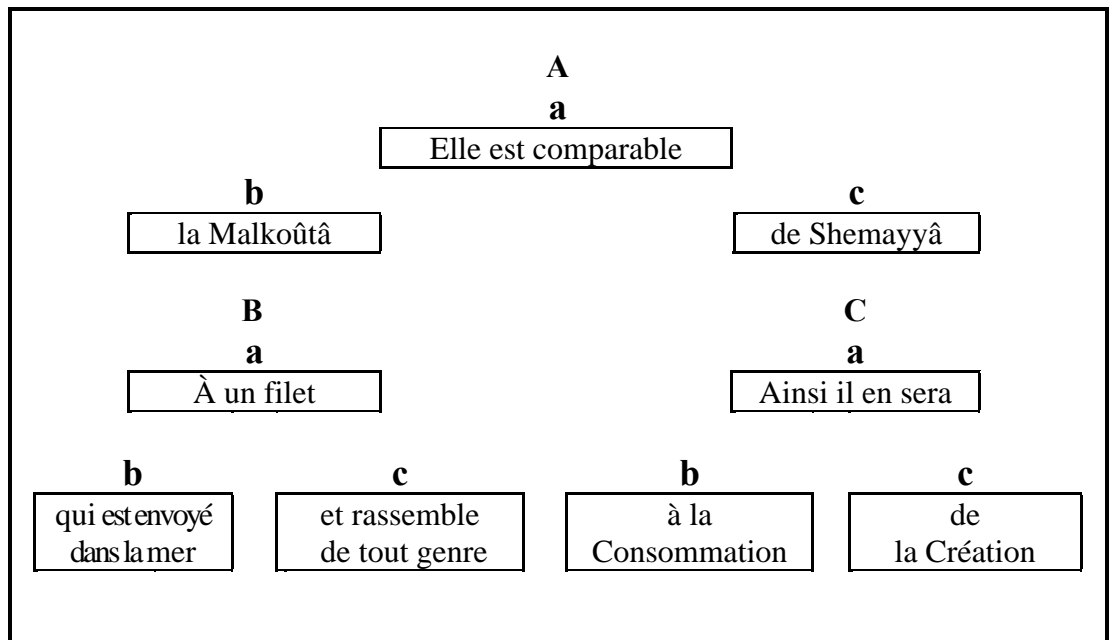 A
a
Elle est comparable
b c
la Malkoûtâ de Shemayyâ
B C
a a
À un filet Ainsi il en sera
b c b c
qui est envoyé et rassemble à la de
dans la mer de tout genre Consommation la Création